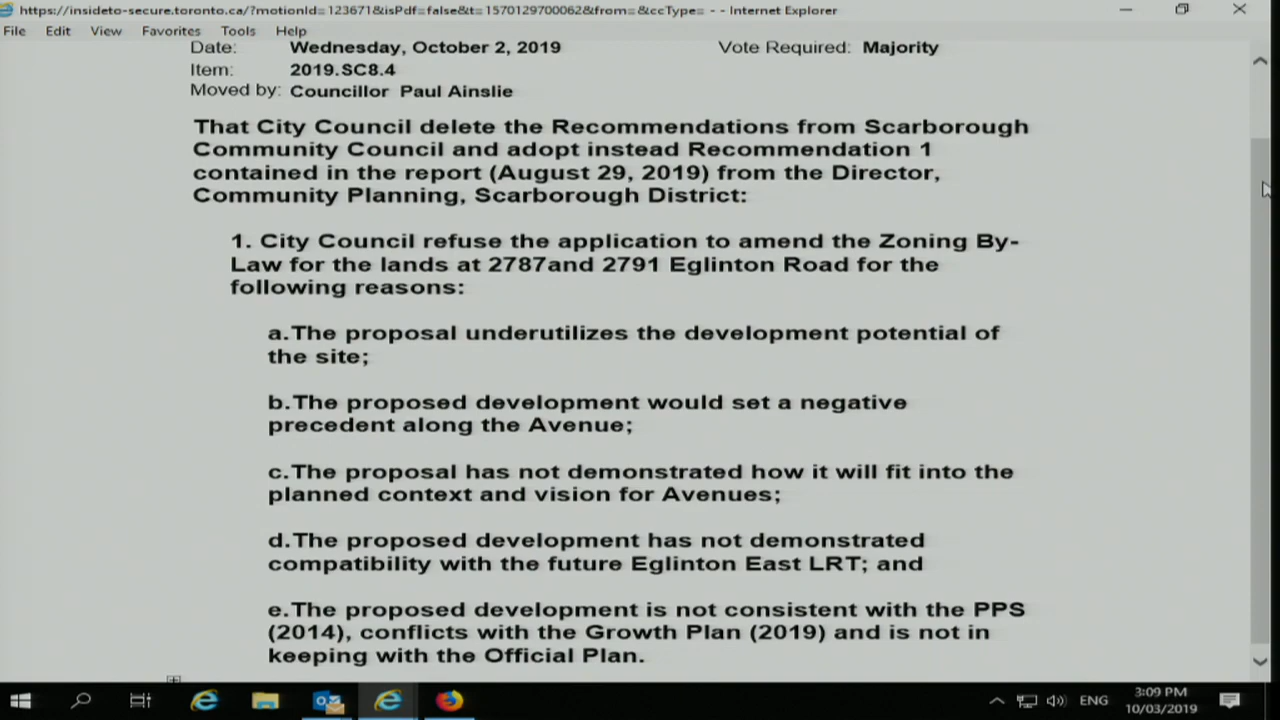 https://insideto-secure.toronto.ca/?motionId=123671&isPdf=false&t=1570129700062&from=&ccType= - - Internet Explorer
File Edit View Favorites Tools Help
Date: Wednesday, October 2, 2019 Vote Required: Majority
Item: 2019.SC8.4
Moved by: Councillor Paul Ainslie
That City Council delete the Recommendations from Scarborough
Community Council and adopt instead Recommendation 1
contained in the report (August 29, 2019) from the Director,
Community Planning, Scarborough District:
1. City Council refuse the application to amend the Zoning By-
Law for the lands at 2787and 2791 Eglinton Road for the
following reasons:
a.The proposal underutilizes the development potential of
the site;
b.The proposed development would set a negative
precedent along the Avenue;
c.The proposal has not demonstrated how it will fit into the
planned context and vision for Avenues;
d.The proposed development has not demonstrated
compatibility with the future Eglinton East LRT; and
e.The proposed development is not consistent with the PPS
(2014), conflicts with the Growth Plan (2019) and is not in
keeping with the Official Plan.
ENG
3:09 PM
10/03/2019